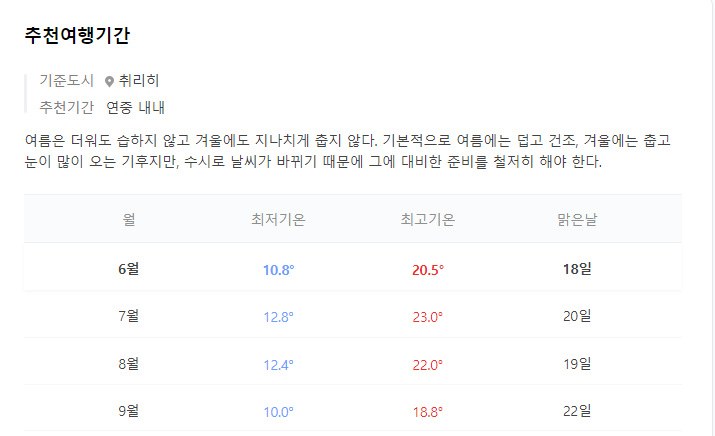 추천여행기간
기준도시 취리히
추천기간 연중 내내
여름은 더워도 습하지 않고 겨울에도 지나치게 춥지 않다. 기본적으로 여름에는 덥고 건조, 겨울에는 춥고
눈이 많이 오는 기후지만, 수시로 날씨가 바뀌기 때문에 그에 대비한 준비를 철저히 해야 한다.
월 최저기온 최고기온 맑은날
6월 10.8° 20.5° 18일
7월 12.8° 23.0° 20일
8월 12.4° 22.0° 19일
9월 10.0° 18.8° 22일